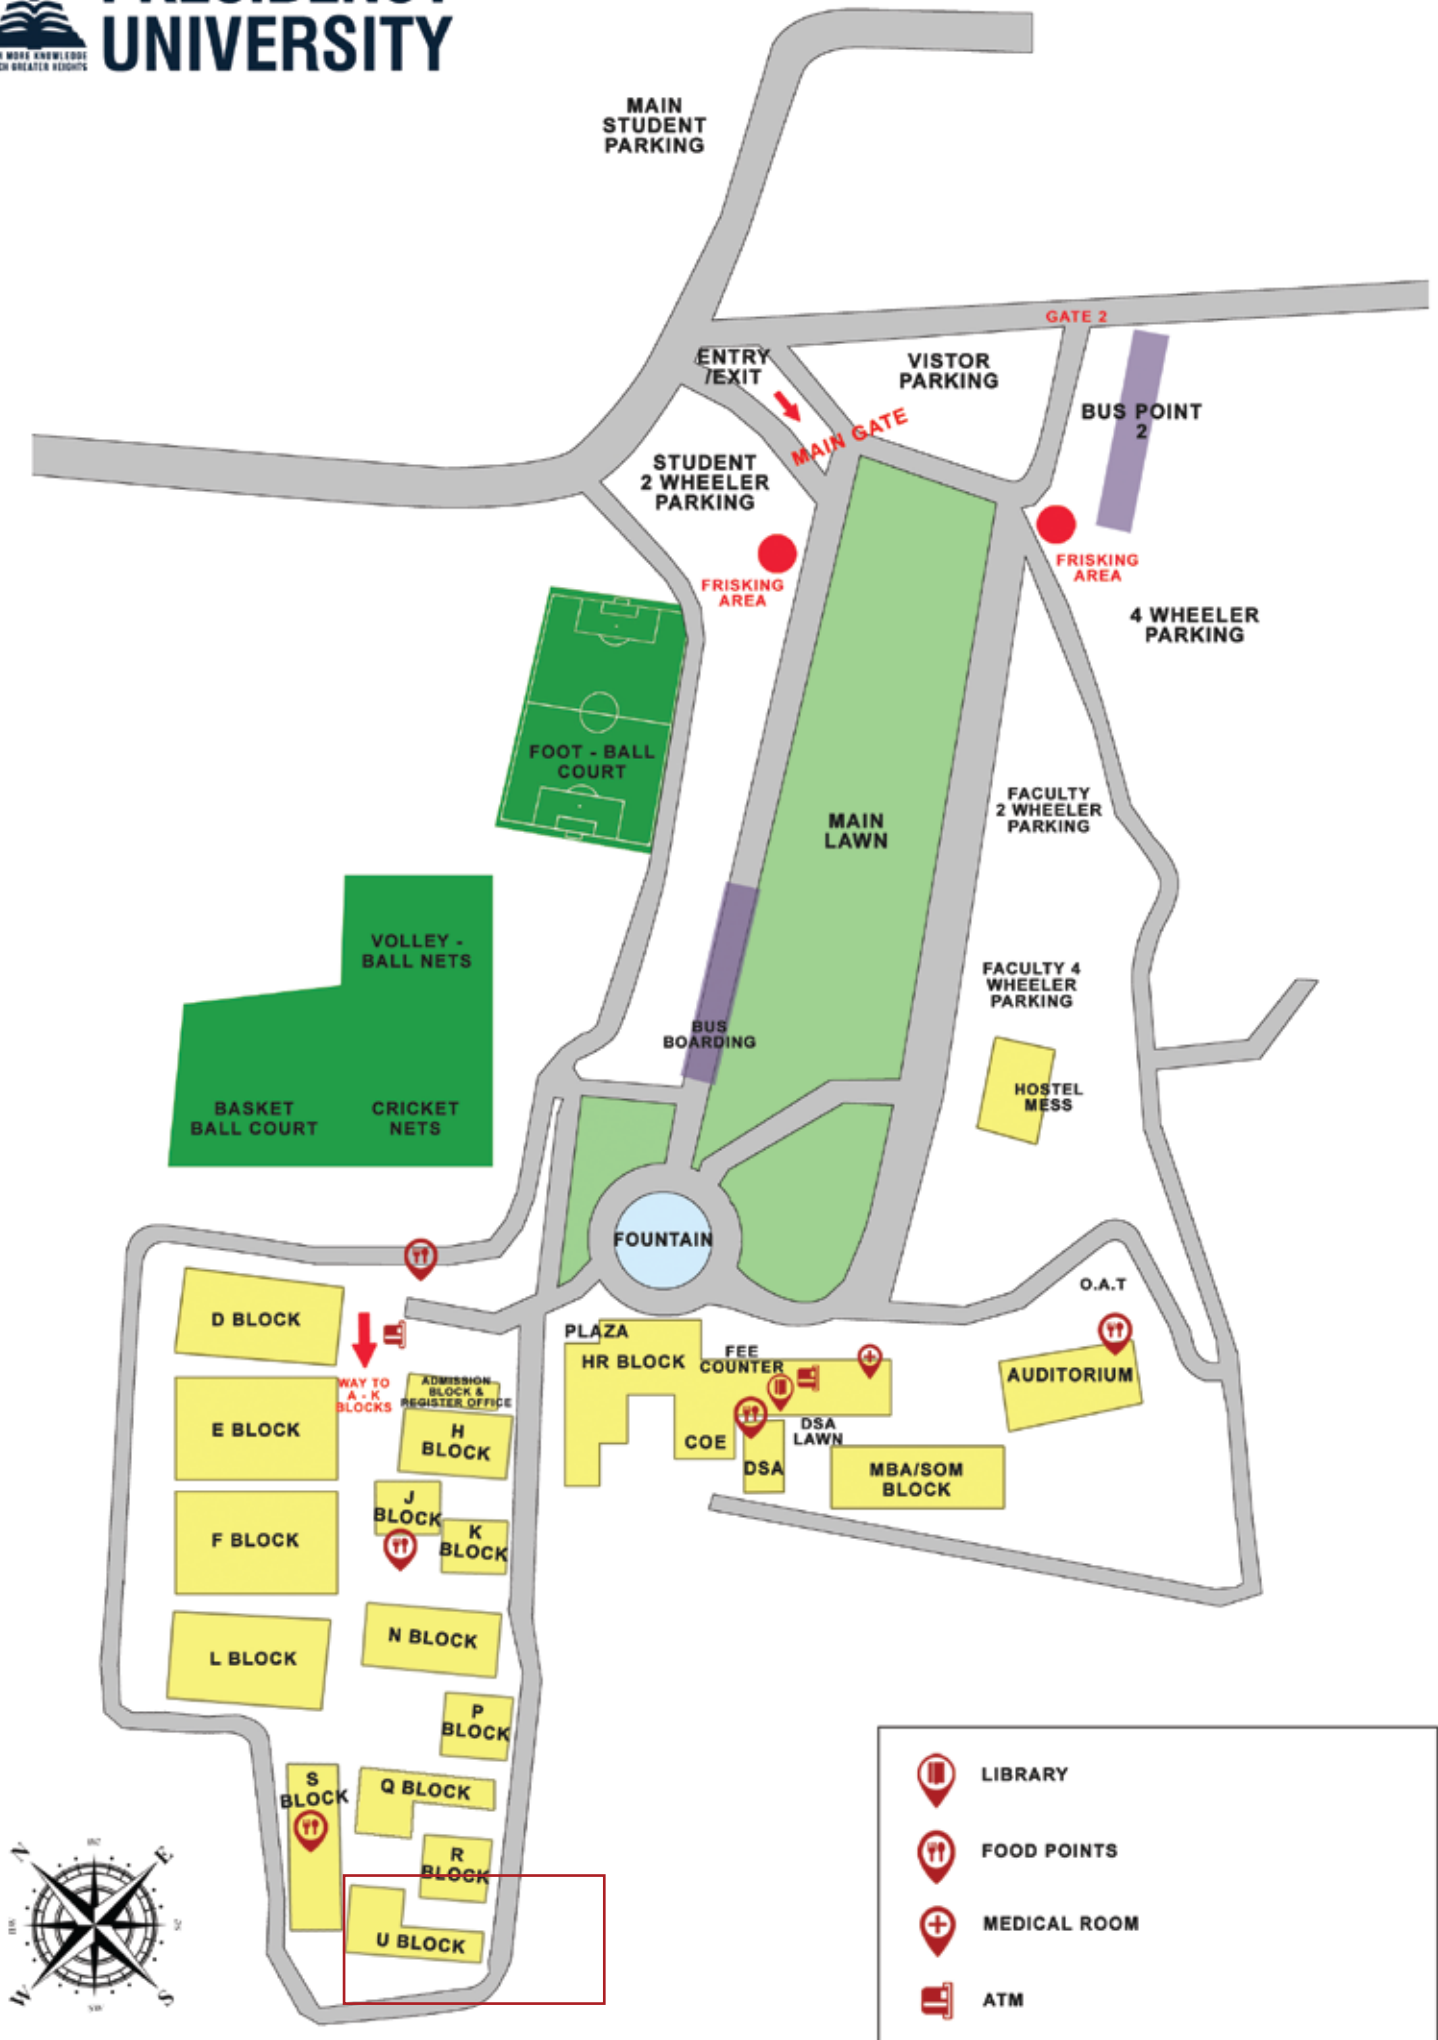 UNIVERSITY
MAIN
STUDENT
PARKING
GATE 2
ENTRY
/EXIT
VISTOR
PARKING
BUS POINT
2
MAIN GATE
STUDENT
2 WHEELER
PARKING
FRISKING
AREA
FRISKING
AREA
4 WHEELER
PARKING
FOOT - BALL
COURT
FACULTY
2 WHEELER
PARKING
MAIN
LAWN
VOLLEY -
BALL NETS
FACULTY 4
WHEELER
PARKING
BUS
BOARDING
HOSTEL
MESS
BASKET
BALL COURT
CRICKET
NETS
FOUNTAIN
O.A.T
D BLOCK
PLAZA
HR BLOCK
FEE
COUNTER
AUDITORIUM
WAY TO
A - K
BLOCKS
ADMISSION
BLOCK &
REGISTER OFFICE
E BLOCK
H
BLOCK
COE
DSA
LAWN
DSA
MBA/SOM
BLOCK
J
BLOCK
F BLOCK
K
BLOCK
N BLOCK
L BLOCK
P
BLOCK
S
BLOCK
Q BLOCK
R
BLOCK
U BLOCK
N
E
W
S
LIBRARY
FOOD POINTS
MEDICAL ROOM
ATM